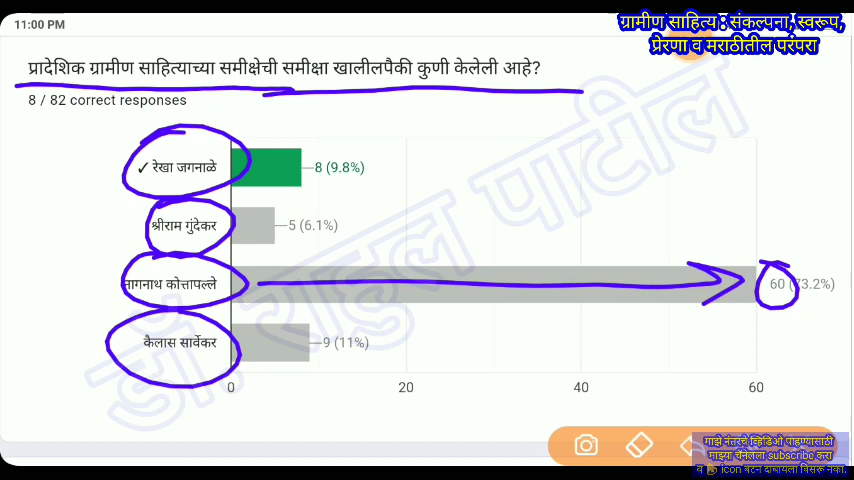 11:00 PM
ग्रामीण साहित्य : संकल्पना, स्वरूप,
प्रेरणा व मराठीतील परंपरा
प्रादेशिक ग्रामीण साहित्याच्या समीक्षेची समीक्षा खालीलपैकी कुणी केलेली आहे?
8 / 82 correct responses
✓ रेखा जगनाळे 8 (9.8%)
श्रीराम गुंदेकर 5 (6.1%)
नागनाथ कोत्तापल्ले 60 (73.2%)
कैलास सार्वेकर 9 (11%)
0 20 40 60
डॉ राहुल पाटील
माझे नंतरचे व्हिडिओ पाहण्यासाठी
माझ्या चॅनेलला subscribe करा
व 🔔 icon बटन दाबायला विसरू नका.